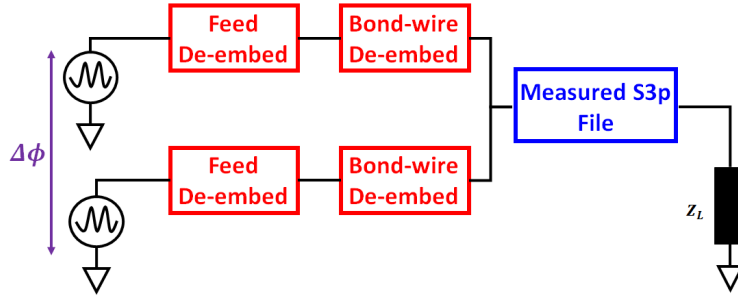 Feed
De-embed
Bond-wire
De-embed
Measured S3p
File
Δϕ
Feed
De-embed
Bond-wire
De-embed
Z_L